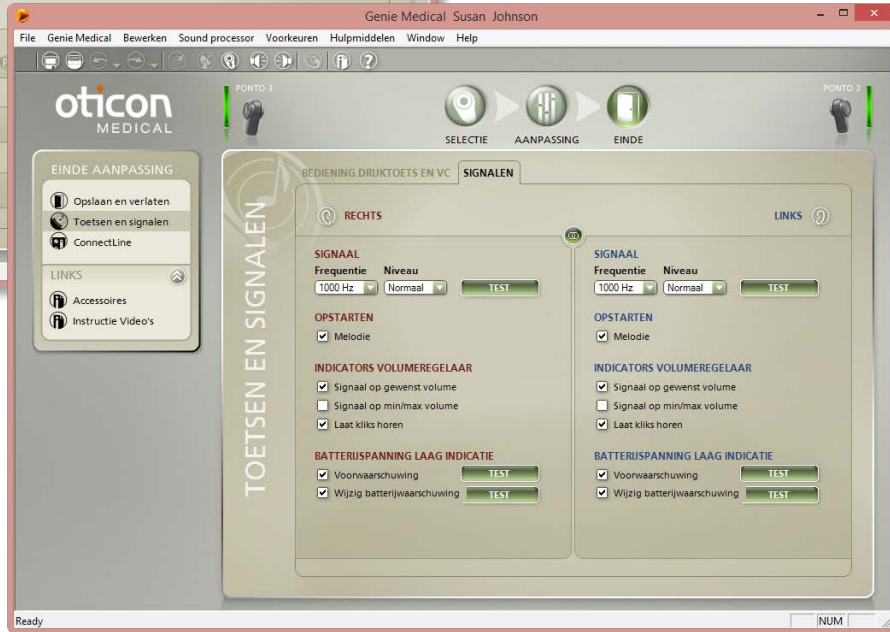 Genie Medical Susan Johnson
File Genie Medical Bewerken Sound processor Voorkeuren Hulpmiddelen Window Help
oticon
MEDICAL
PONTO 3
SELECTIE AANPASSING EINDE
PONTO 3
EINDE AANPASSING
Opslaan en verlaten
Toetsen en signalen
ConnectLine
LINKS
Accessoires
Instructie Video's
TOETSEN EN SIGNALEN
BEDIENING DRUKTOETS EN VC SIGNALEN
RECHTS
LINKS
SIGNAAL
Frequentie Niveau
1000 Hz Normaal TEST
OPSTARTEN
Melodie
INDICATORS VOLUMEREGELAAR
Signaal op gewenst volume
Signaal op min/max volume
Laat kliks horen
BATTERIJSPANNING LAAG INDICATIE
Voorwaarschuwing TEST
Wijzig batterijwaarschuwing TEST
SIGNAAL
Frequentie Niveau
1000 Hz Normaal TEST
OPSTARTEN
Melodie
INDICATORS VOLUMEREGELAAR
Signaal op gewenst volume
Signaal op min/max volume
Laat kliks horen
BATTERIJSPANNING LAAG INDICATIE
Voorwaarschuwing TEST
Wijzig batterijwaarschuwing TEST
Ready
NUM